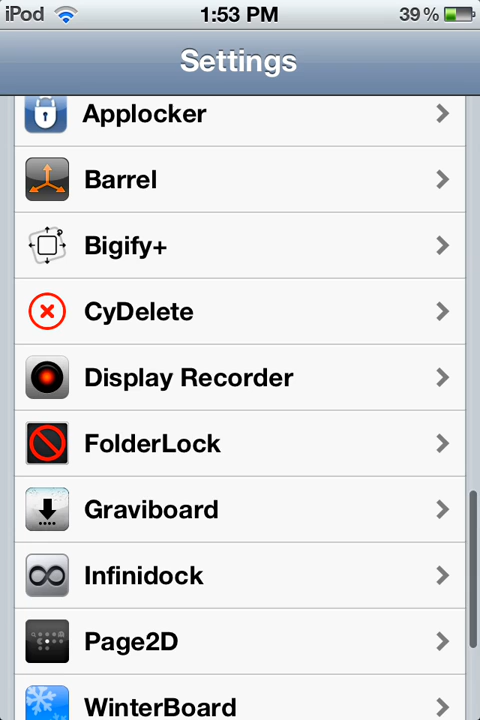 iPod 1:53 PM 39%
Settings
Applocker
Barrel
Bigify+
CyDelete
Display Recorder
FolderLock
Graviboard
Infinidock
Page2D
WinterBoard